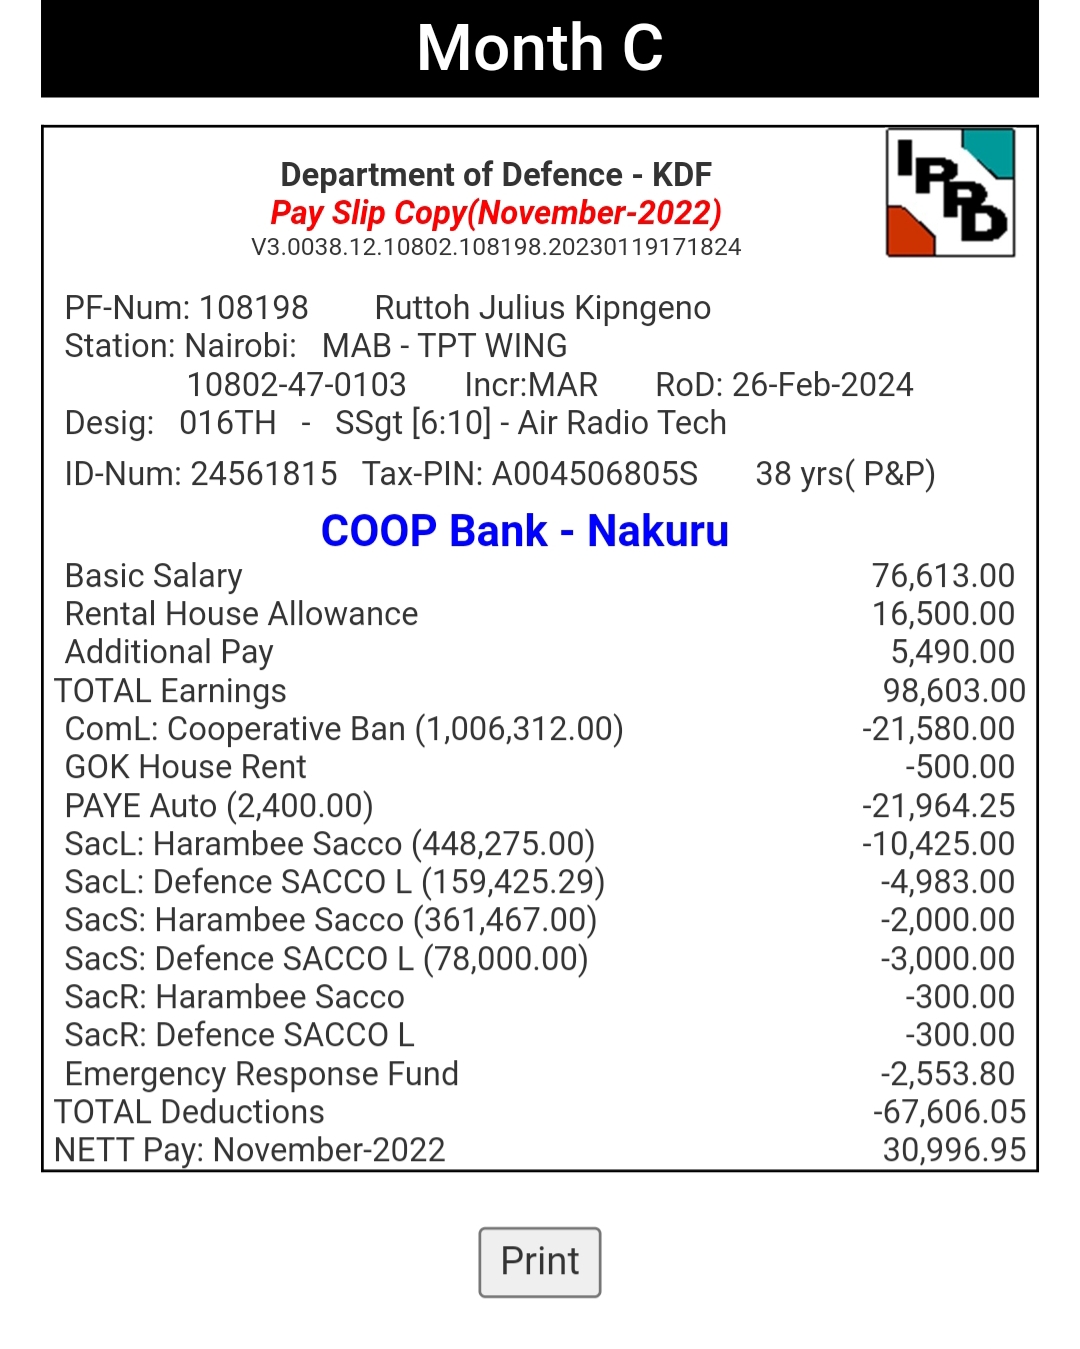 Month C
IPPD
Department of Defence - KDF
Pay Slip Copy(November-2022)
V3.0038.12.10802.108198.20230119171824
PF-Num: 108198 Ruttoh Julius Kipngeno
Station: Nairobi: MAB - TPT WING
10802-47-0103 Incr:MAR RoD: 26-Feb-2024
Desig: 016TH - SSgt [6:10] - Air Radio Tech
ID-Num: 24561815 Tax-PIN: A004506805S 38 yrs( P&P)
COOP Bank - Nakuru
Basic Salary 76,613.00
Rental House Allowance 16,500.00
Additional Pay 5,490.00
TOTAL Earnings 98,603.00
ComL: Cooperative Ban (1,006,312.00) -21,580.00
GOK House Rent -500.00
PAYE Auto (2,400.00) -21,964.25
SacL: Harambee Sacco (448,275.00) -10,425.00
SacL: Defence SACCO L (159,425.29) -4,983.00
SacS: Harambee Sacco (361,467.00) -2,000.00
SacS: Defence SACCO L (78,000.00) -3,000.00
SacR: Harambee Sacco -300.00
SacR: Defence SACCO L -300.00
Emergency Response Fund -2,553.80
TOTAL Deductions -67,606.05
NETT Pay: November-2022 30,996.95
Print